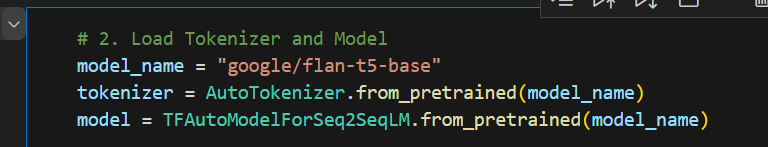 # 2. Load Tokenizer and Model
model_name = "google/flan-t5-base"
tokenizer = AutoTokenizer.from_pretrained(model_name)
model = TFAutoModelForSeq2SeqLM.from_pretrained(model_name)